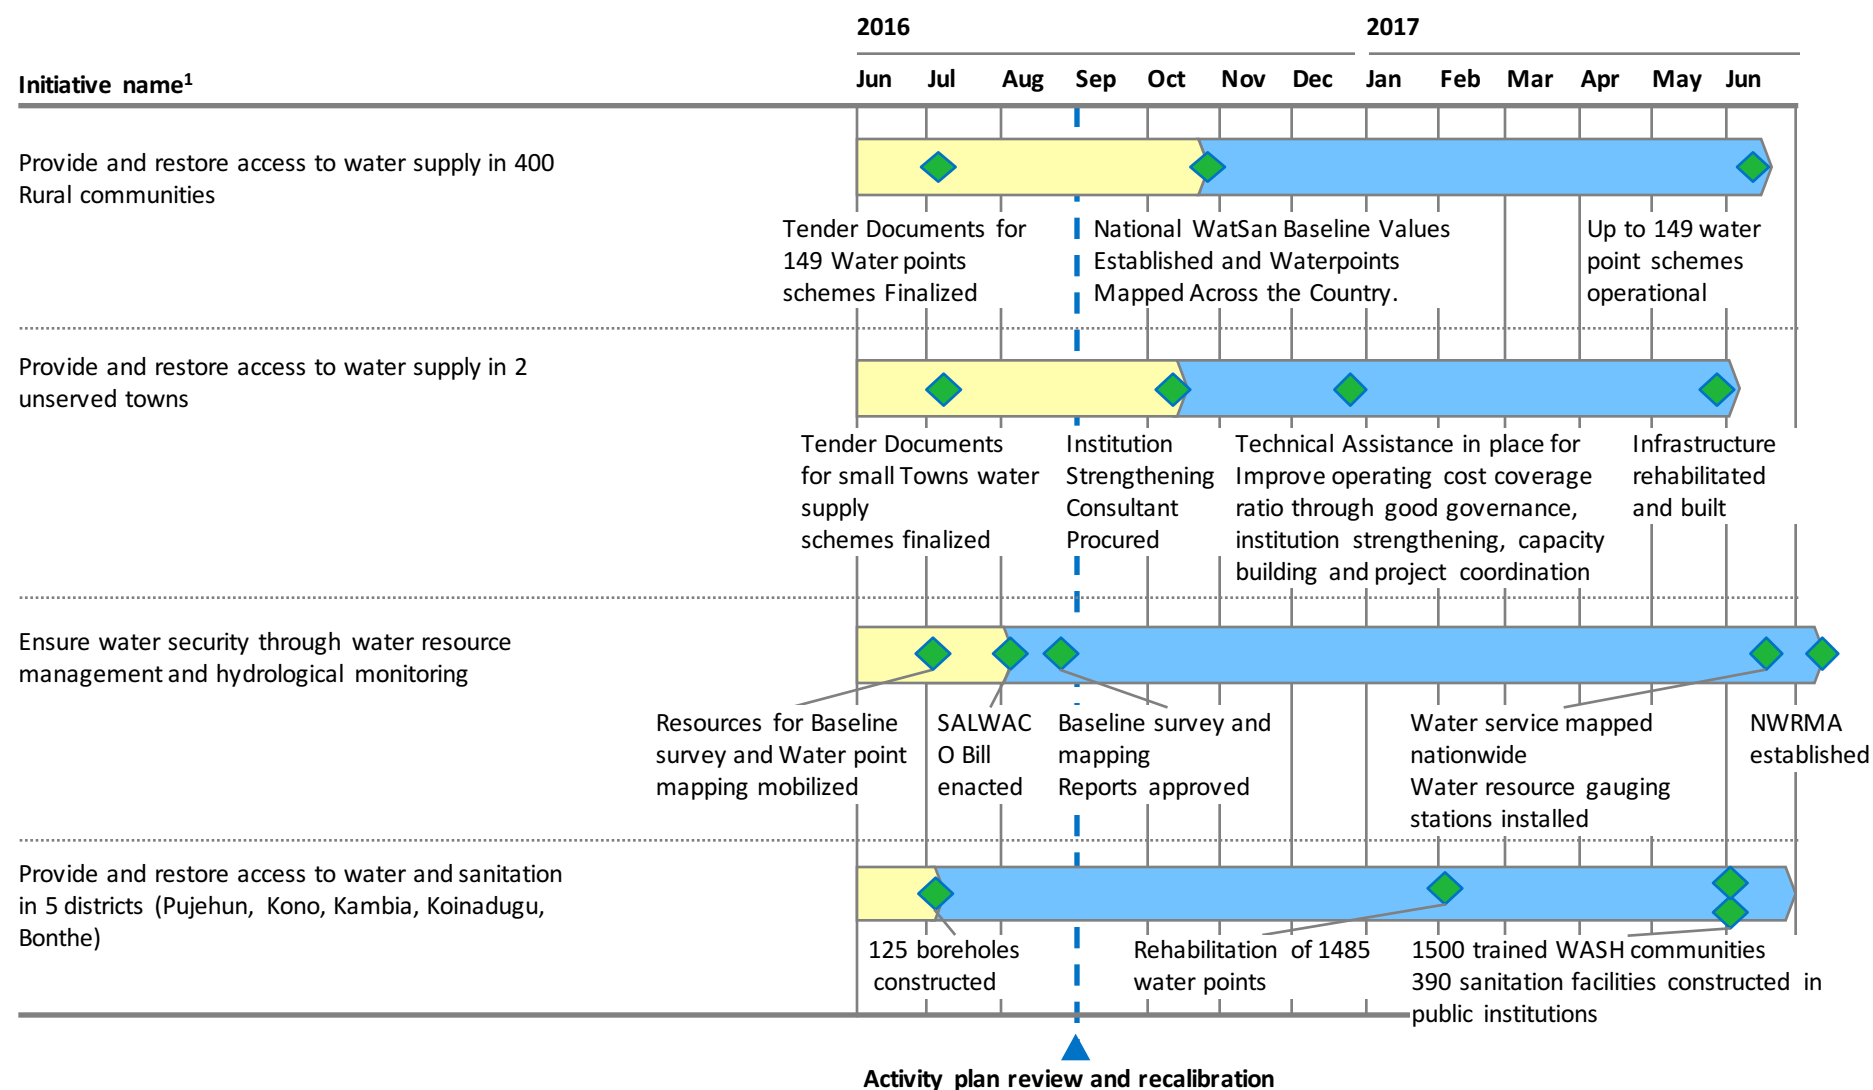 2016 2017
Initiative name1 Jun Jul Aug Sep Oct Nov Dec Jan Feb Mar Apr May Jun
Provide and restore access to water supply in 400
Rural communities
Tender Documents for
149 Water points
schemes Finalized
National WatSan Baseline Values
Established and Waterpoints
Mapped Across the Country.
Up to 149 water
point schemes
operational
Provide and restore access to water supply in 2
unserved towns
Tender Documents
for small Towns water
supply
schemes finalized
Institution
Strengthening
Consultant
Procured
Technical Assistance in place for
Improve operating cost coverage
ratio through good governance,
institution strengthening, capacity
building and project coordination
Infrastructure
rehabilitated
and built
Ensure water security through water resource
management and hydrological monitoring
Resources for Baseline
survey and Water point
mapping mobilized
SALWAC
O Bill
enacted
Baseline survey and
mapping
Reports approved
Water service mapped
nationwide
Water resource gauging
stations installed
NWRMA
established
Provide and restore access to water and sanitation
in 5 districts (Pujehun, Kono, Kambia, Koinadugu,
Bonthe)
125 boreholes
constructed
Rehabilitation of 1485
water points
1500 trained WASH communities
390 sanitation facilities constructed in
public institutions
Activity plan review and recalibration